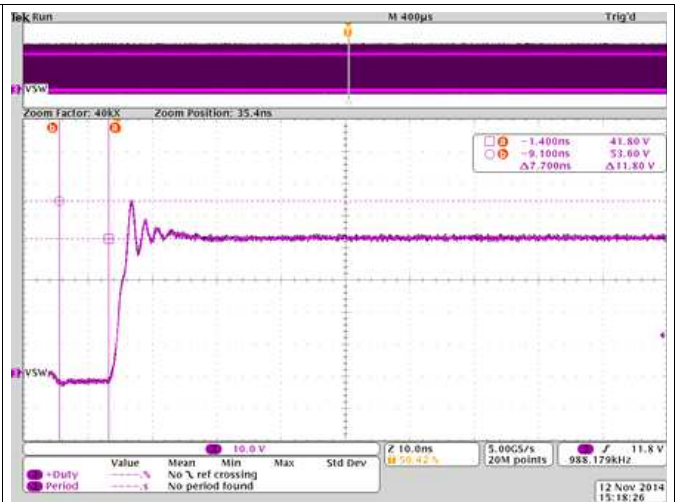 Tek Run M 400µs Trig'd
VSW
Zoom Factor: 40kX Zoom Position: 35.4ns
b a
a -1.400ns 41.80 V
b -9.100ns 53.60 V
Δ7.700ns Δ11.80 V
VSW
10.0 V Z 10.0ns 5.00GS/s 11.8 V
50.42 % 20M points 988.179kHz
Value Mean Min Max Std Dev
+Duty %  No ref crossing
Period s No period found
12 Nov 2014
15:18:26